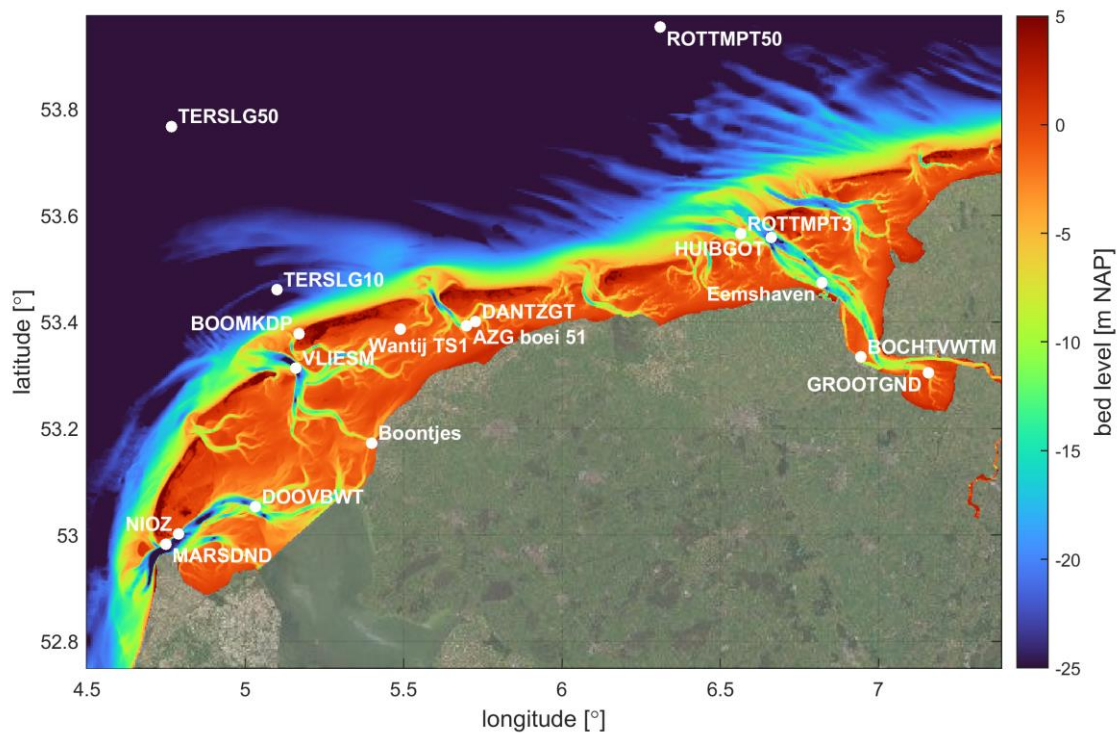 ROTTMPT50
TERSLG50
ROTTMPT3
HUIBGOT
TERSLG10
Eemshaven
DANTZGT
BOOMKDP
Wantij TS1
AZG boei 51
VLIESM
BOCHTVWTM
GROOTGND
Boontjes
DOOVBWT
NIOZ
MARSDND
53.8
53.6
53.4
53.2
53
52.8
latitude [°]
4.5 5 5.5 6 6.5 7
longitude [°]
5
0
-5
-10
-15
-20
-25
bed level [m NAP]